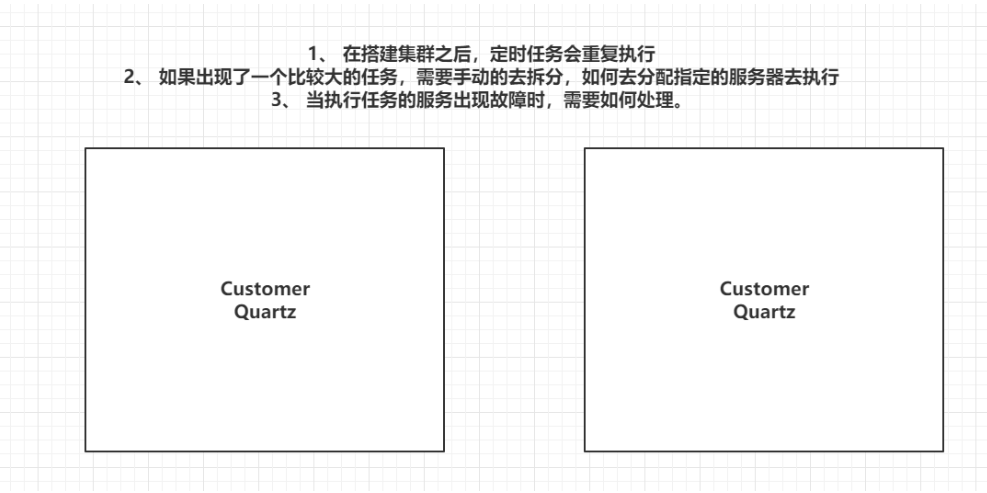 1、 在搭建集群之后，定时任务会重复执行
2、 如果出现了一个比较大的任务，需要手动的去拆分，如何去分配指定的服务器去执行
3、 当执行任务的服务出现故障时，需要如何处理。
Customer
Quartz
Customer
Quartz